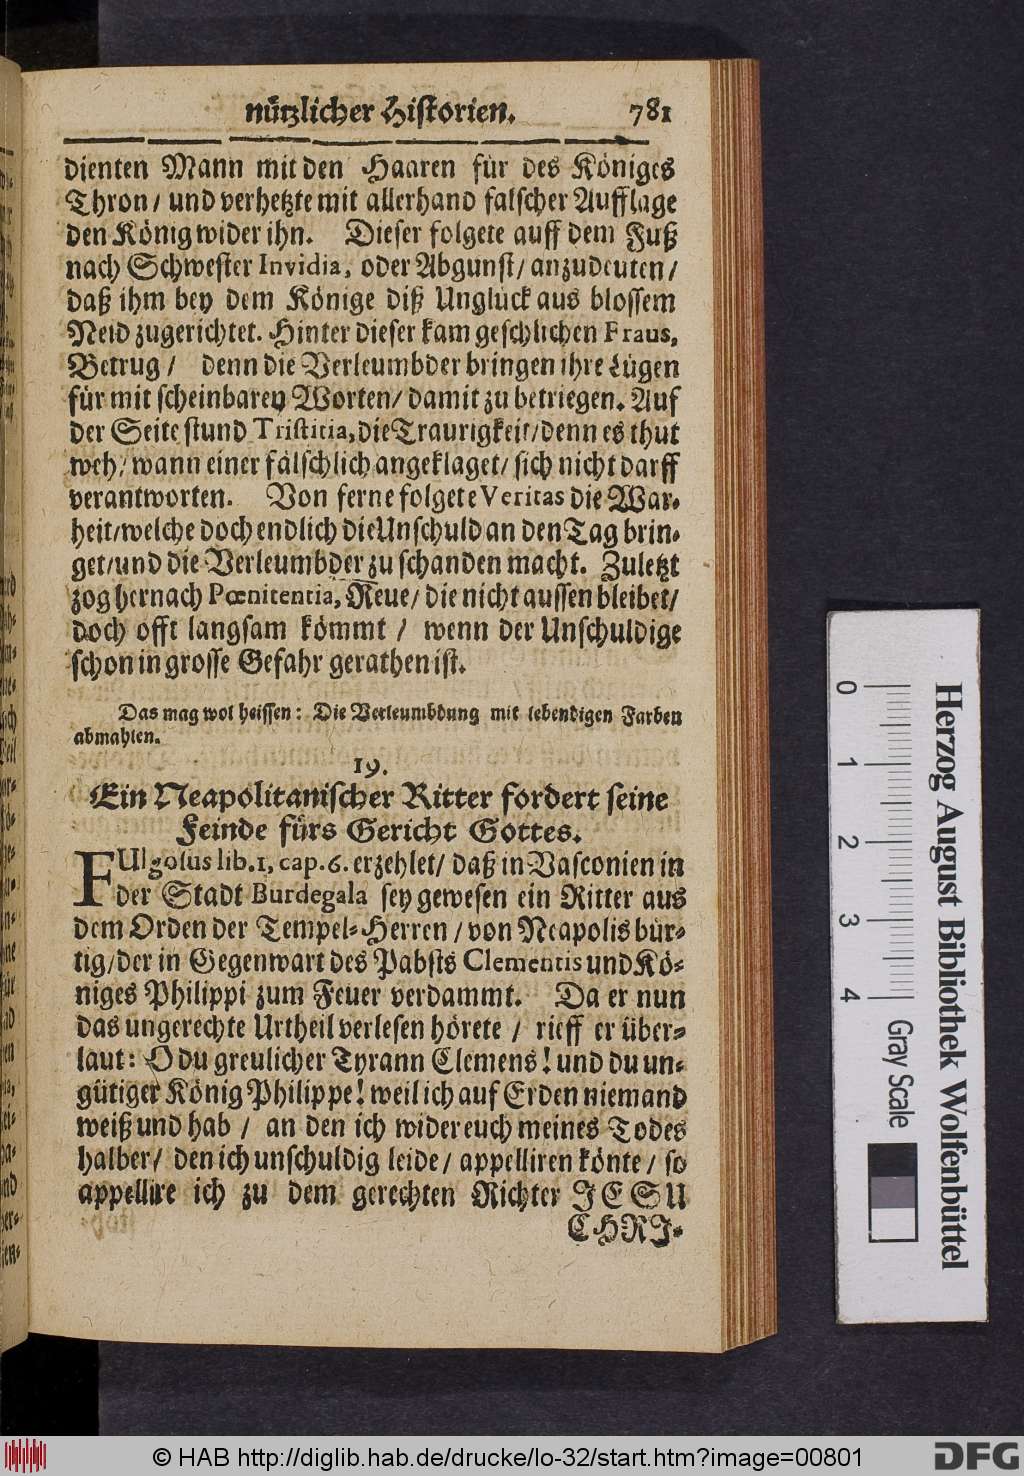 nützlicher Historien. 781
dienten Mann mit den Haaren für des Königes
Thron / und verhetzte mit allerhand falscher Aufflage
den König wider ihn. Dieser folgete auff dem Fuß
nach Schwester Invidia, oder Abgunst / anzudeuten /
daß ihm bey dem Könige diß Unglück aus blossem
Neid zugerichtet. Hinter dieser kam geschlichen Fraus,
Betrug / denn die Verleumbder bringen ihre Lügen
für mit scheinbaren Worten / damit zu betriegen. Auf
der Seite stund Tristitia, die Traurigkeit / denn es thut
weh / wann einer fälschlich angeklaget / sich nicht darff
verantworten. Von ferne folgete Veritas die War-
heit / welche doch endlich die Unschuld an den Tag brin-
get / und die Verleumbder zu schanden macht. Zuletzt
zog hernach Pœnitentia, Reue / die nicht aussen bleibet /
doch offt langsam kömmt / wenn der Unschuldige
schon in grosse Gefahr gerathen ist.
Das mag wol heissen: Die Verleumbdung mit lebendigen Farben
abmahlen.
19.
Ein Neapolitanischer Ritter fordert seine
Feinde fürs Gericht Gottes.
FUlgosus lib. 1, cap. 6. erzehlet / daß in Vasconien in
der Stadt Burdegala sey gewesen ein Ritter aus
dem Orden der Tempel-Herren / von Neapolis bür-
tig / der in Gegenwart des Pabsts Clementis und Kö-
niges Philippi zum Feuer verdammt. Da er nun
das ungerechte Urtheil verlesen hörete / rieff er über-
laut: O du greulicher Tyrann Clemens! und du un-
gütiger König Philippe! weil ich auf Erden niemand
weiß und hab / an den ich wider euch meines Todes
halber / den ich unschuldig leide / appelliren könte / so
appellire ich zu dem gerechten Richter JESU
CHRJ-
0 1 2 3 4 Gray Scale
Herzog August Bibliothek Wolfenbüttel
© HAB http://diglib.hab.de/drucke/lo-32/start.htm?image=00801
DFG